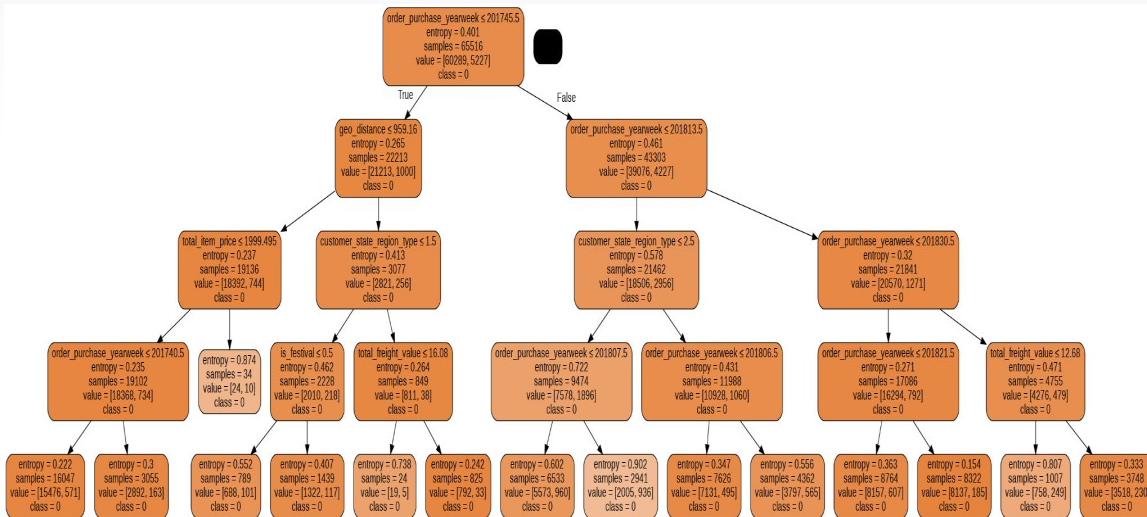 order_purchase_yearweek ≤ 201745.5
entropy = 0.401
samples = 65516
value = [60289, 5227]
class = 0
True
False
geo_distance ≤ 959.16
entropy = 0.265
samples = 22213
value = [21213, 1000]
class = 0
order_purchase_yearweek ≤ 201813.5
entropy = 0.461
samples = 43303
value = [39076, 4227]
class = 0
total_item_price ≤ 1999.495
entropy = 0.237
samples = 19136
value = [18392, 744]
class = 0
customer_state_region_type ≤ 1.5
entropy = 0.413
samples = 3077
value = [2821, 256]
class = 0
customer_state_region_type ≤ 2.5
entropy = 0.578
samples = 21462
value = [18506, 2956]
class = 0
order_purchase_yearweek ≤ 201830.5
entropy = 0.32
samples = 21841
value = [20570, 1271]
class = 0
order_purchase_yearweek ≤ 201740.5
entropy = 0.235
samples = 19102
value = [18368, 734]
class = 0
entropy = 0.874
samples = 34
value = [24, 10]
class = 0
is_festival ≤ 0.5
entropy = 0.462
samples = 2228
value = [2010, 218]
class = 0
total_freight_value ≤ 16.08
entropy = 0.264
samples = 849
value = [811, 38]
class = 0
order_purchase_yearweek ≤ 201807.5
entropy = 0.722
samples = 9474
value = [7578, 1896]
class = 0
order_purchase_yearweek ≤ 201806.5
entropy = 0.431
samples = 11988
value = [10928, 1060]
class = 0
order_purchase_yearweek ≤ 201821.5
entropy = 0.271
samples = 17086
value = [16294, 792]
class = 0
total_freight_value ≤ 12.68
entropy = 0.471
samples = 4755
value = [4276, 479]
class = 0
entropy = 0.222
samples = 16047
value = [15476, 571]
class = 0
entropy = 0.3
samples = 3055
value = [2892, 163]
class = 0
entropy = 0.552
samples = 789
value = [688, 101]
class = 0
entropy = 0.407
samples = 1439
value = [1322, 117]
class = 0
entropy = 0.738
samples = 24
value = [19, 5]
class = 0
entropy = 0.242
samples = 825
value = [792, 33]
class = 0
entropy = 0.602
samples = 6533
value = [5573, 960]
class = 0
entropy = 0.902
samples = 2941
value = [2005, 936]
class = 0
entropy = 0.347
samples = 7626
value = [7131, 495]
class = 0
entropy = 0.556
samples = 4362
value = [3797, 565]
class = 0
entropy = 0.363
samples = 8764
value = [8157, 607]
class = 0
entropy = 0.154
samples = 8322
value = [8137, 185]
class = 0
entropy = 0.807
samples = 1007
value = [758, 249]
class = 0
entropy = 0.333
samples = 3748
value = [3518, 230
class = 0